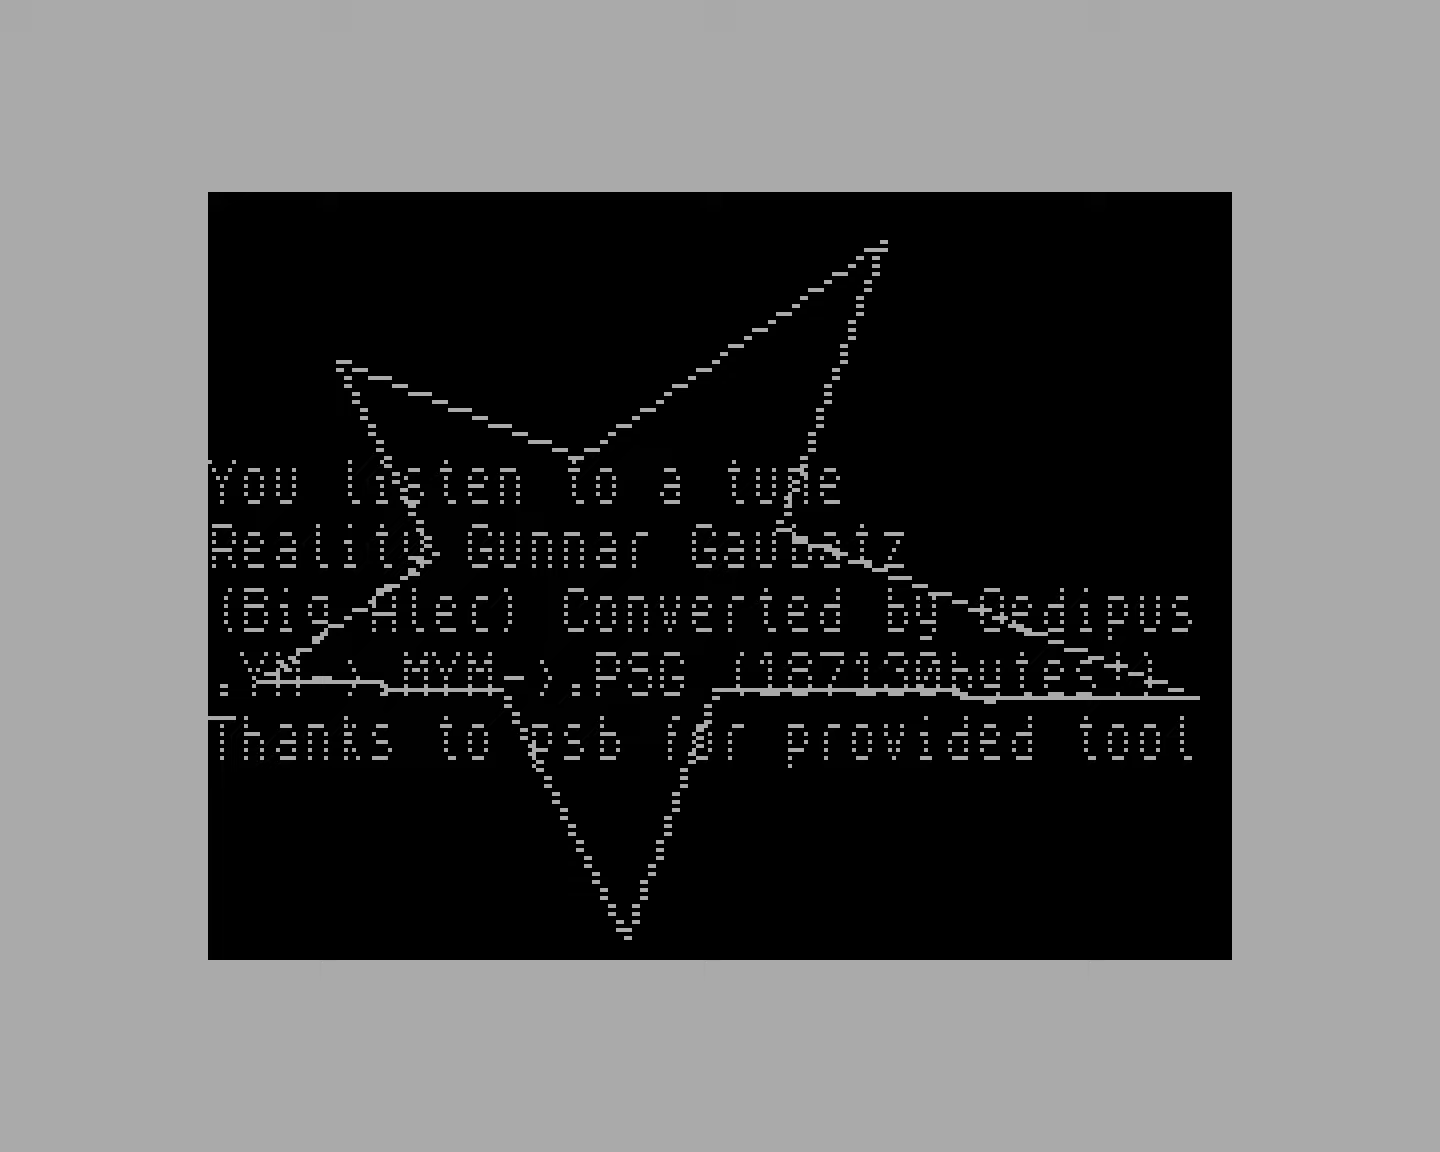 You listen to a tune
Reality Gunnar Gaubatz
(Big Alec) Converted by Oedipus
.YM -> MYM->.PSG (187130bytes!)
Thanks to psb for provided tool